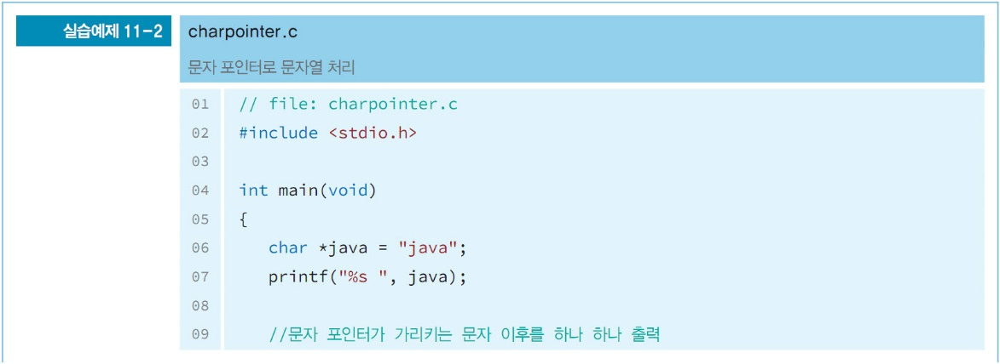 실습예제 11-2
charpointer.c
문자 포인터로 문자열 처리
01 // file: charpointer.c
02 #include <stdio.h>
03
04 int main(void)
05 {
06 char *java = "java";
07 printf("%s ", java);
08
09 //문자 포인터가 가리키는 문자 이후를 하나 하나 출력